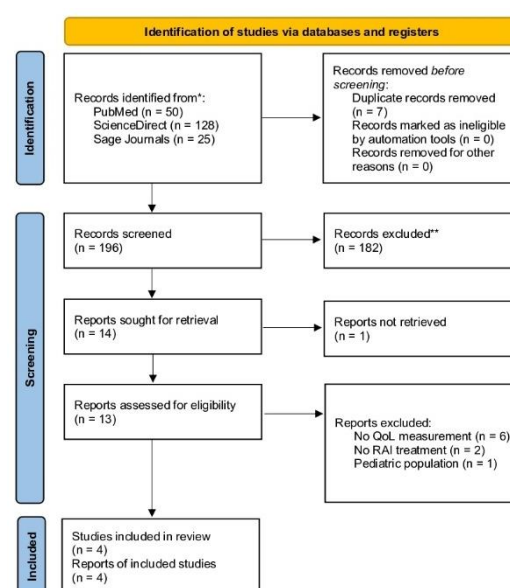 Identification of studies via databases and registers
Identification
Records identified from*:
PubMed (n = 50)
ScienceDirect (n = 128)
Sage Journals (n = 25)
Records removed before
screening:
Duplicate records removed
(n = 7)
Records marked as ineligible
by automation tools (n = 0)
Records removed for other
reasons (n = 0)
Screening
Records screened
(n = 196)
Records excluded**
(n = 182)
Reports sought for retrieval
(n = 14)
Reports not retrieved
(n = 1)
Reports assessed for eligibility
(n = 13)
Reports excluded:
No QoL measurement (n = 6)
No RAI treatment (n = 2)
Pediatric population (n = 1)
Included
Studies included in review
(n = 4)
Reports of included studies
(n = 4)